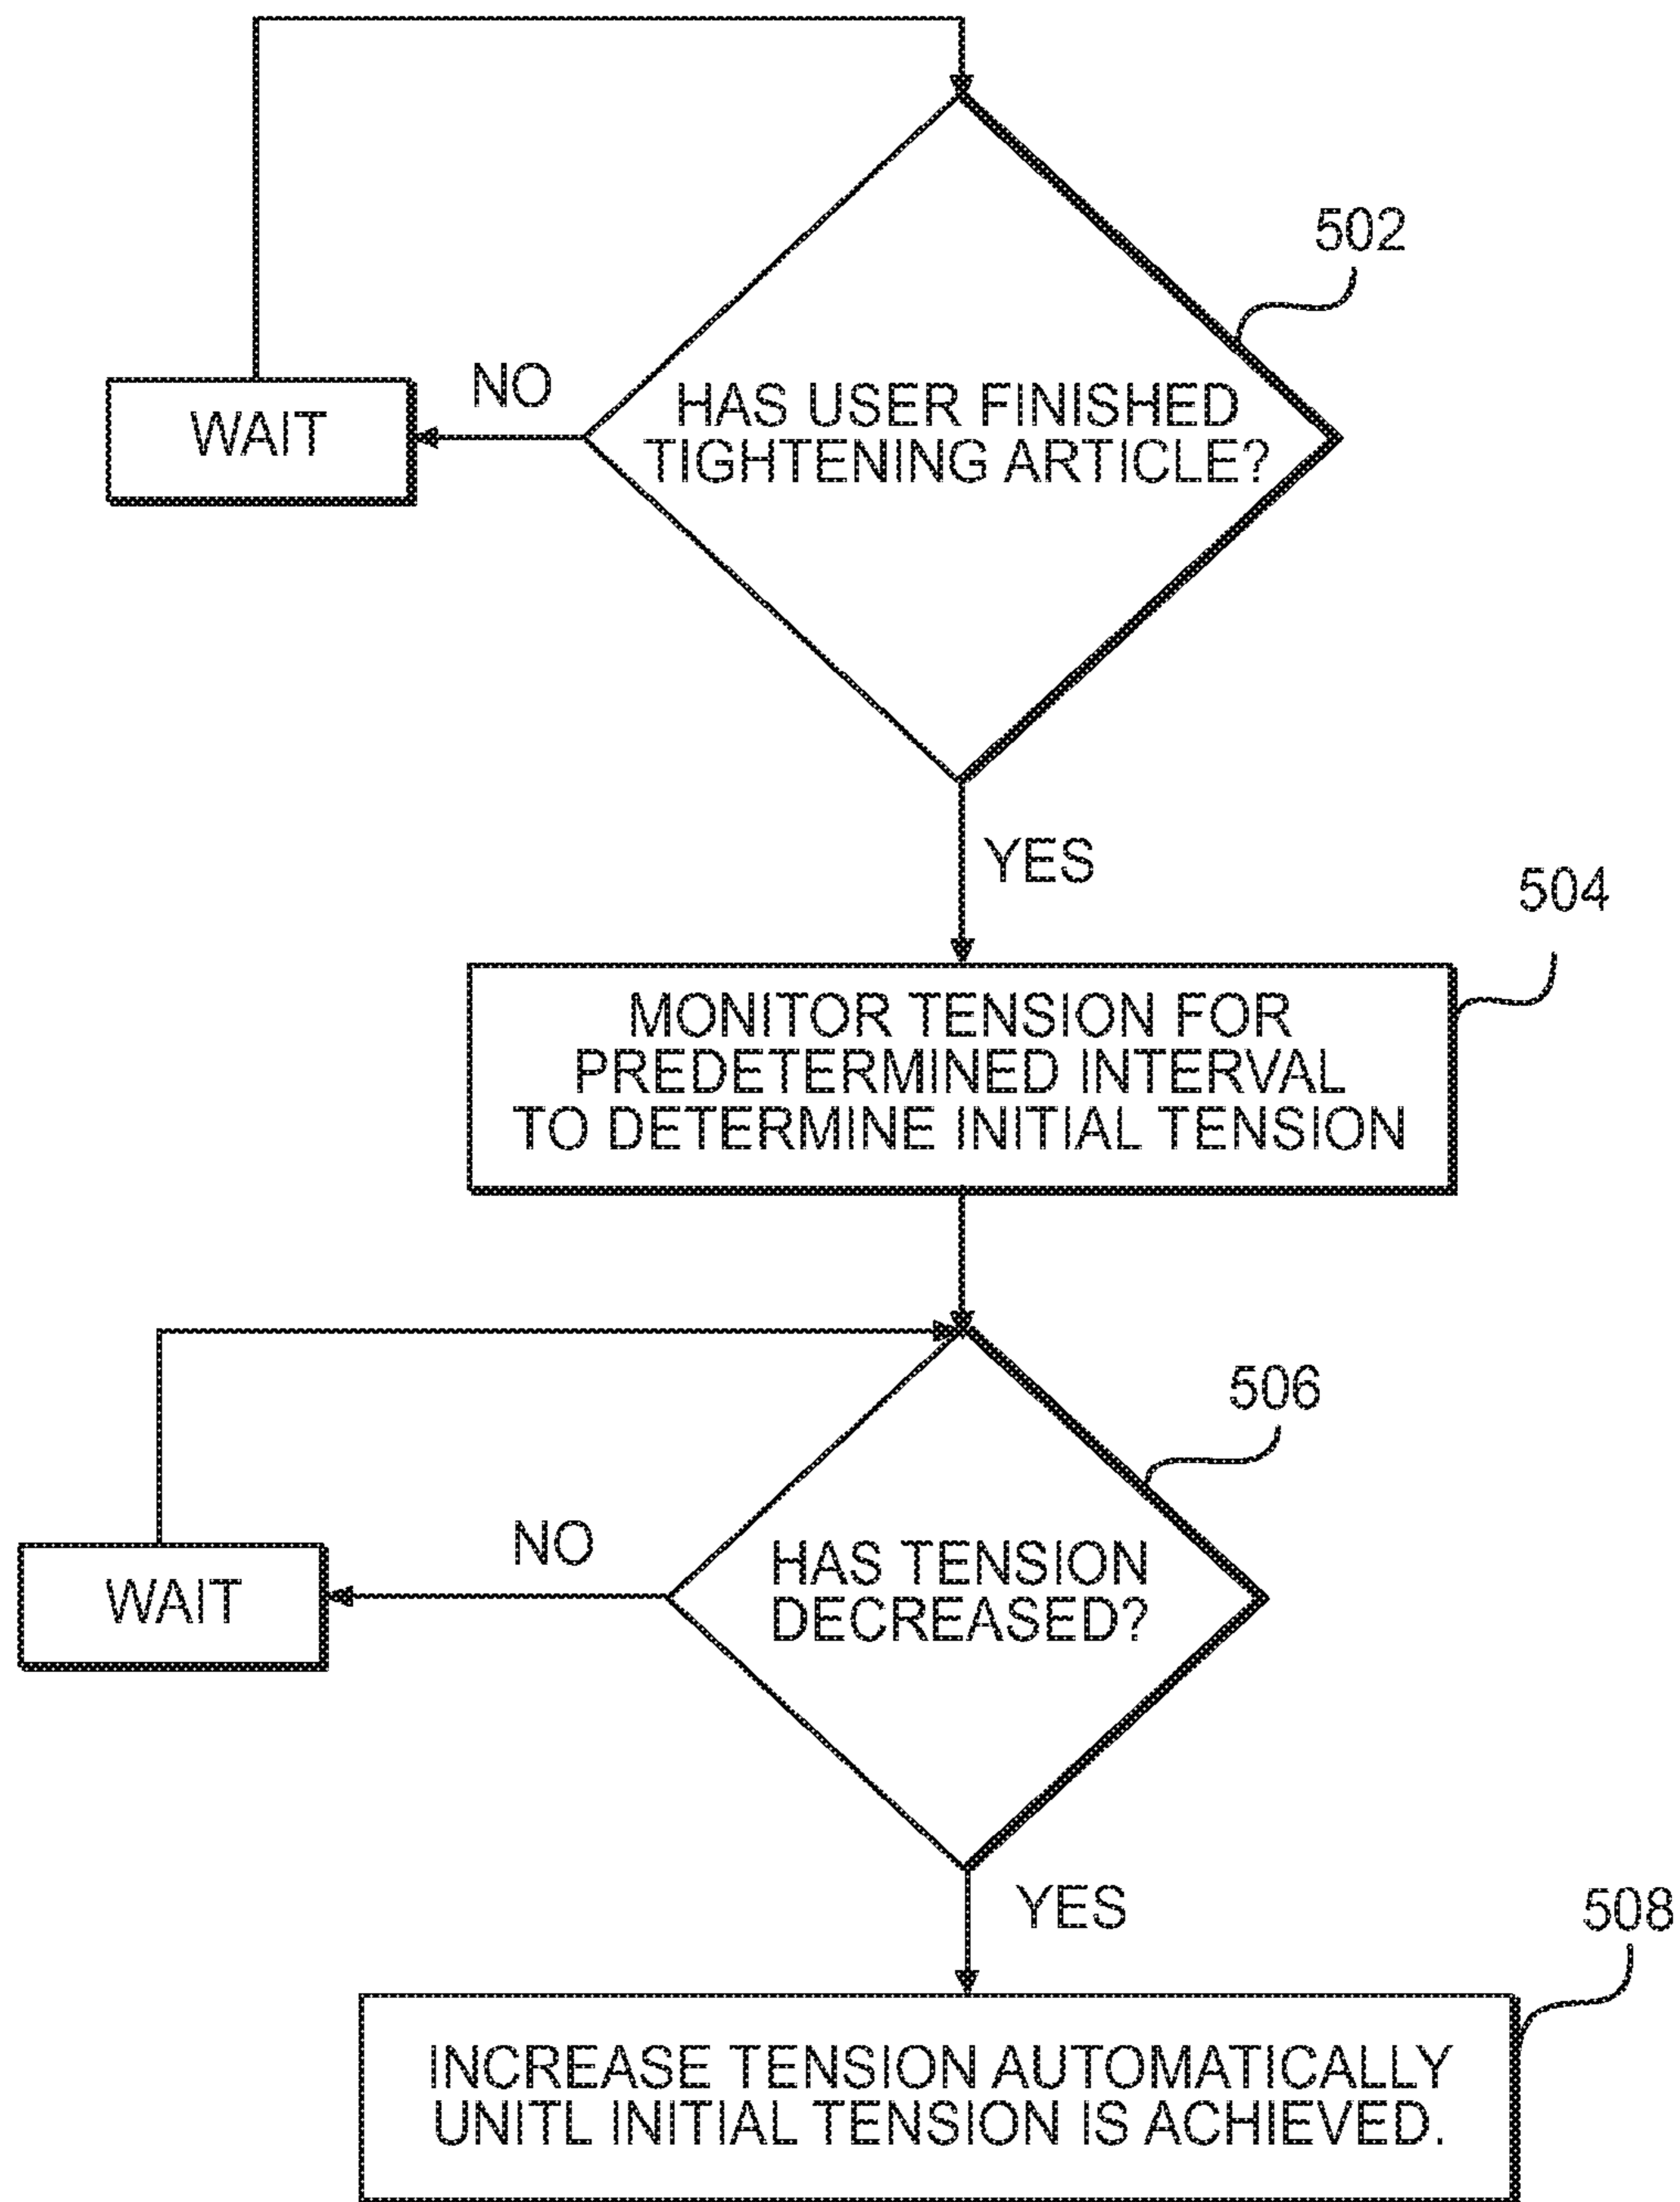 502
HAS USER FINISHED
TIGHTENING ARTICLE?
NO
WAIT
YES
504
MONITOR TENSION FOR
PREDETERMINED INTERVAL
TO DETERMINE INITIAL TENSION
506
HAS TENSION
DECREASED?
NO
WAIT
YES
508
INCREASE TENSION AUTOMATICALLY
UNITL INITIAL TENSION IS ACHIEVED.